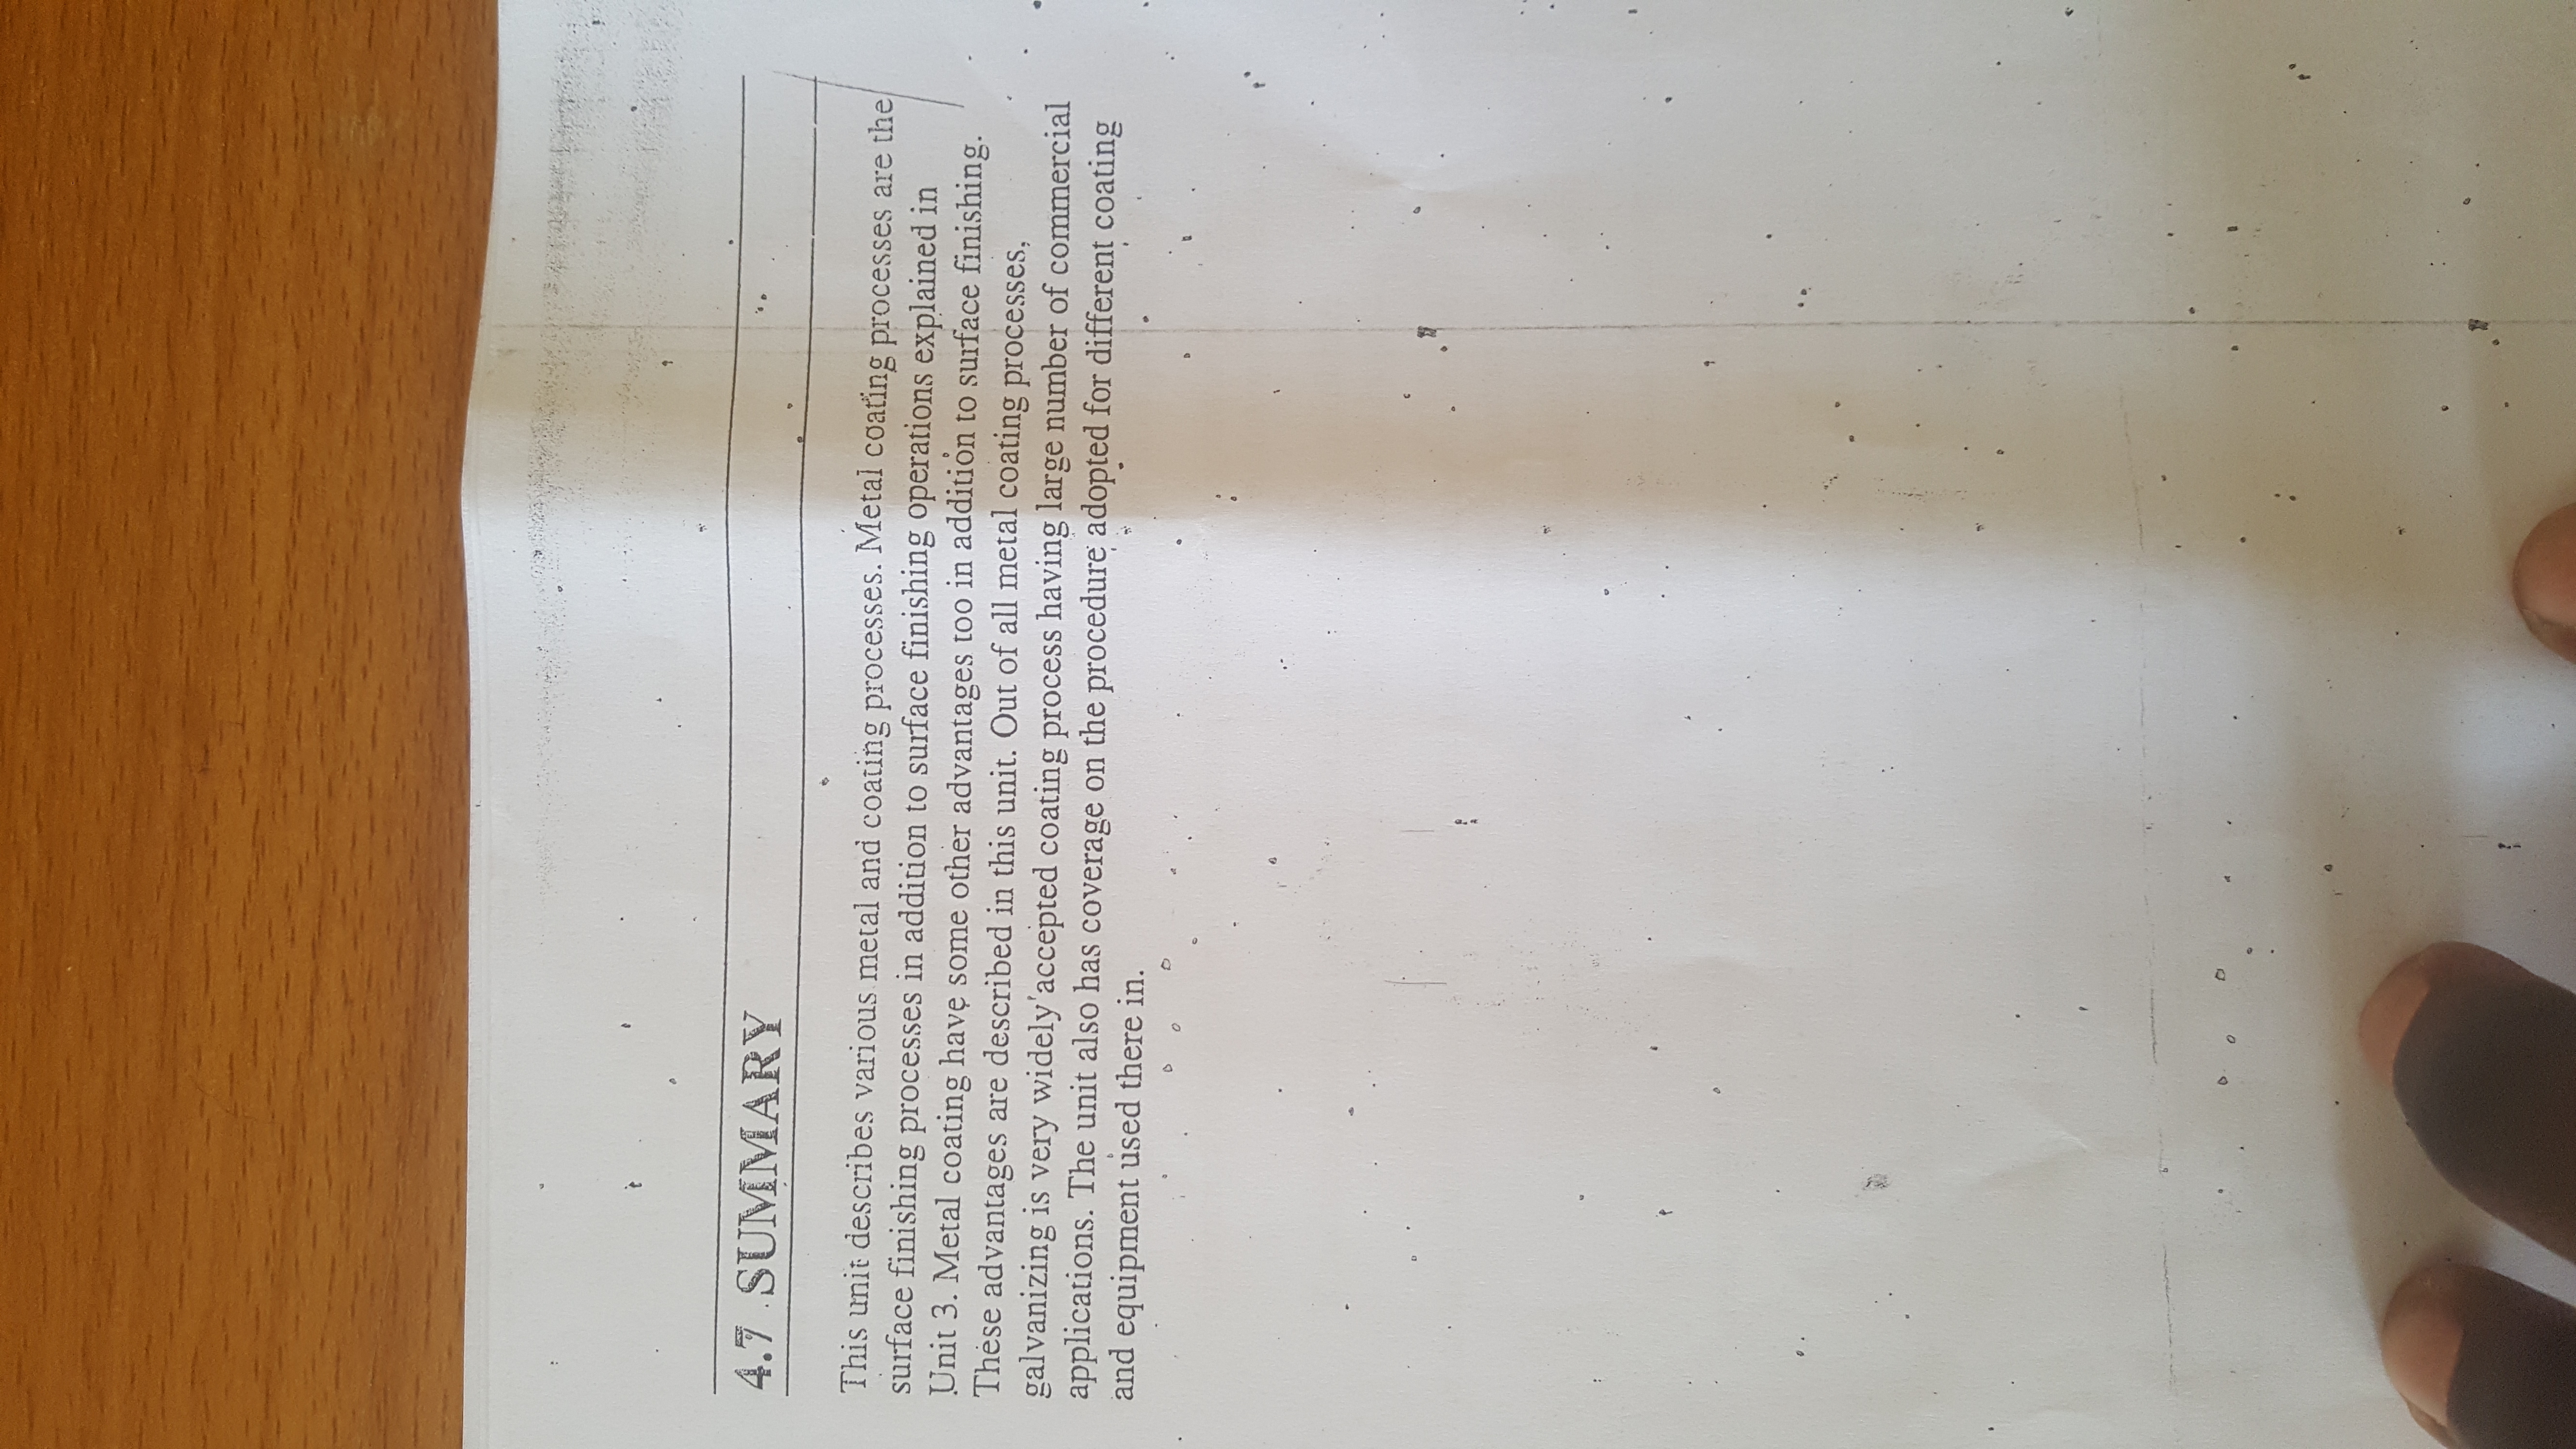 4.7 SUMMARY
This unit describes various metal and coating processes. Metal coating processes are the
surface finishing processes in addition to surface finishing operations explained in
Unit 3. Metal coating have some other advantages too in addition to surface finishing.
These advantages are described in this unit. Out of all metal coating processes,
galvanizing is very widely accepted coating process having large number of commercial
applications. The unit also has coverage on the procedure adopted for different coating
and equipment used there in.